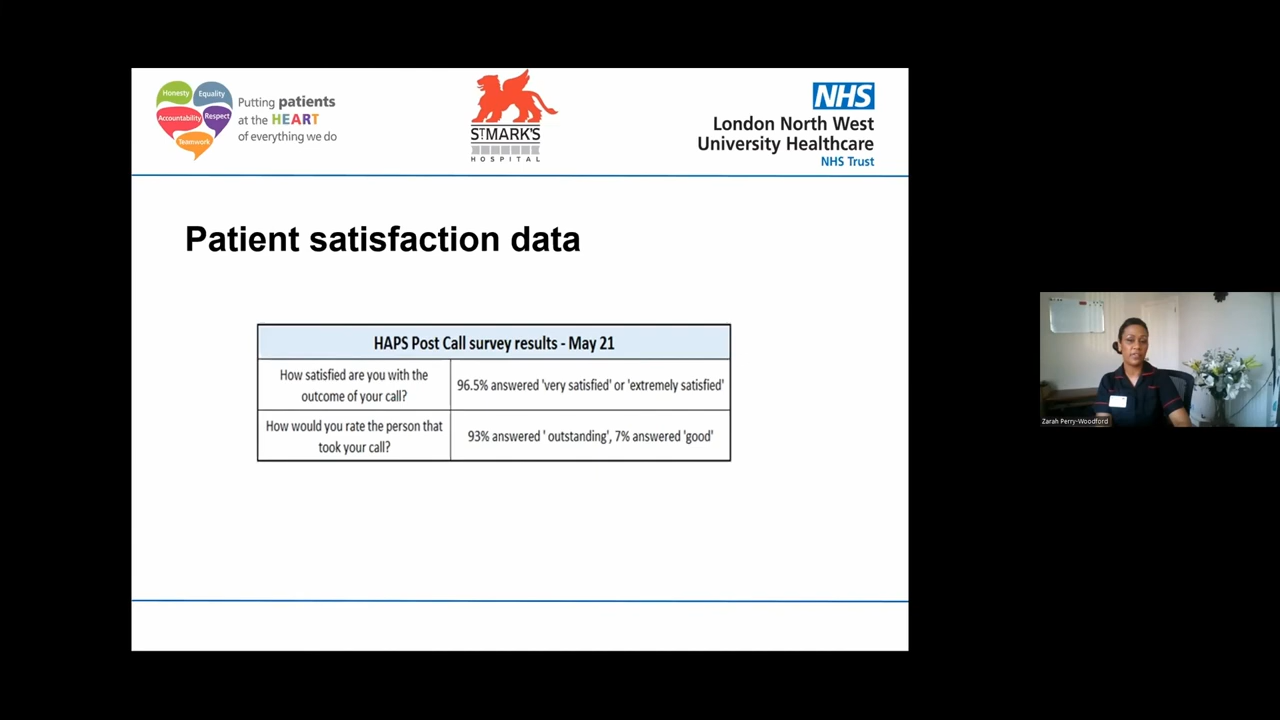 Honesty
Equality
Accountability
Respect
Teamwork
Putting patients
at the HEART
of everything we do
ST MARK'S
HOSPITAL
NHS
London North West
University Healthcare
NHS Trust
Patient satisfaction data
HAPS Post Call survey results - May 21
How satisfied are you with the
outcome of your call?
96.5% answered 'very satisfied' or 'extremely satisfied'
How would you rate the person that
took your call?
93% answered ' outstanding', 7% answered 'good'
Zarah Perry-Woodford